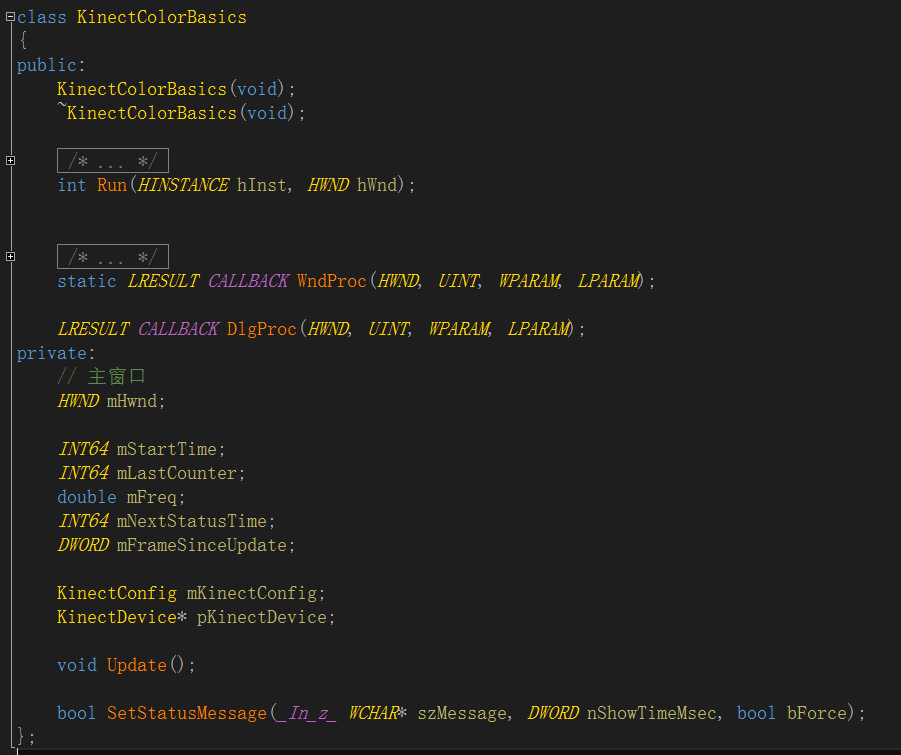 class KinectColorBasics
{
public:
    KinectColorBasics(void);
    ~KinectColorBasics(void);
    /* ... */
    int Run(HINSTANCE hInst, HWND hWnd);
    /* ... */
    static LRESULT CALLBACK WndProc(HWND, UINT, WPARAM, LPARAM);
    LRESULT CALLBACK DlgProc(HWND, UINT, WPARAM, LPARAM);
private:
    // 主窗口
    HWND mHwnd;
    INT64 mStartTime;
    INT64 mLastCounter;
    double mFreq;
    INT64 mNextStatusTime;
    DWORD mFrameSinceUpdate;
    KinectConfig mKinectConfig;
    KinectDevice* pKinectDevice;
    void Update();
    bool SetStatusMessage(_In_z_ WCHAR* szMessage, DWORD nShowTimeMsec, bool bForce);
};